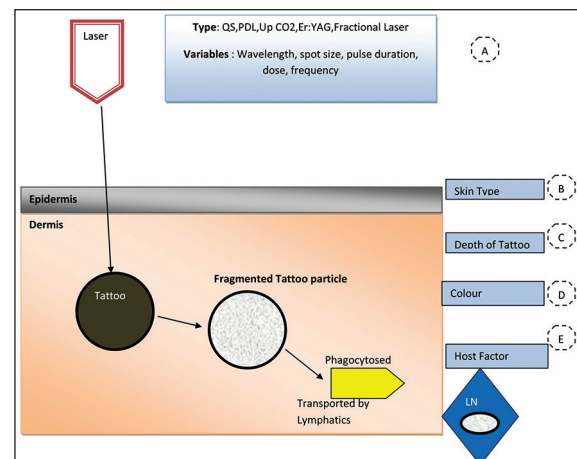 Laser
Type: QS,PDL,Up CO2,Er:YAG,Fractional Laser
Variables : Wavelength, spot size, pulse duration,
dose, frequency
A
Epidermis
Skin Type
B
Dermis
Depth of Tattoo
C
Fragmented Tattoo particle
Tattoo
Colour
D
Phagocytosed
Host Factor
E
Transported by
Lymphatics
LN